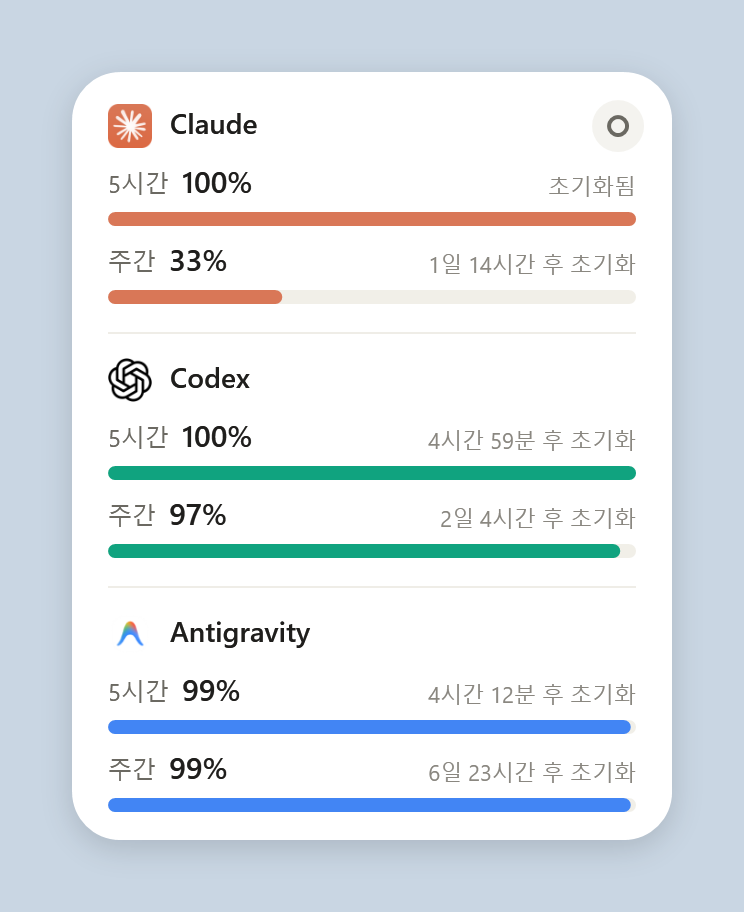 Claude
5시간 100% 초기화됨
주간 33% 1일 14시간 후 초기화
Codex
5시간 100% 4시간 59분 후 초기화
주간 97% 2일 4시간 후 초기화
Antigravity
5시간 99% 4시간 12분 후 초기화
주간 99% 6일 23시간 후 초기화